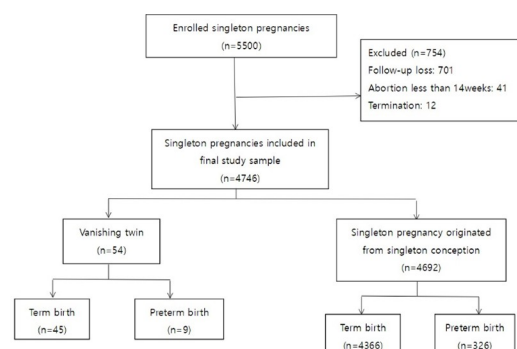 Enrolled singleton pregnancies
(n=5500)
Excluded (n=754)
Follow-up loss: 701
Abortion less than 14weeks: 41
Termination: 12
Singleton pregnancies included in
final study sample
(n=4746)
Vanishing twin
(n=54)
Singleton pregnancy originated
from singleton conception
(n=4692)
Term birth
(n=45)
Preterm birth
(n=9)
Term birth
(n=4366)
Preterm birth
(n=326)